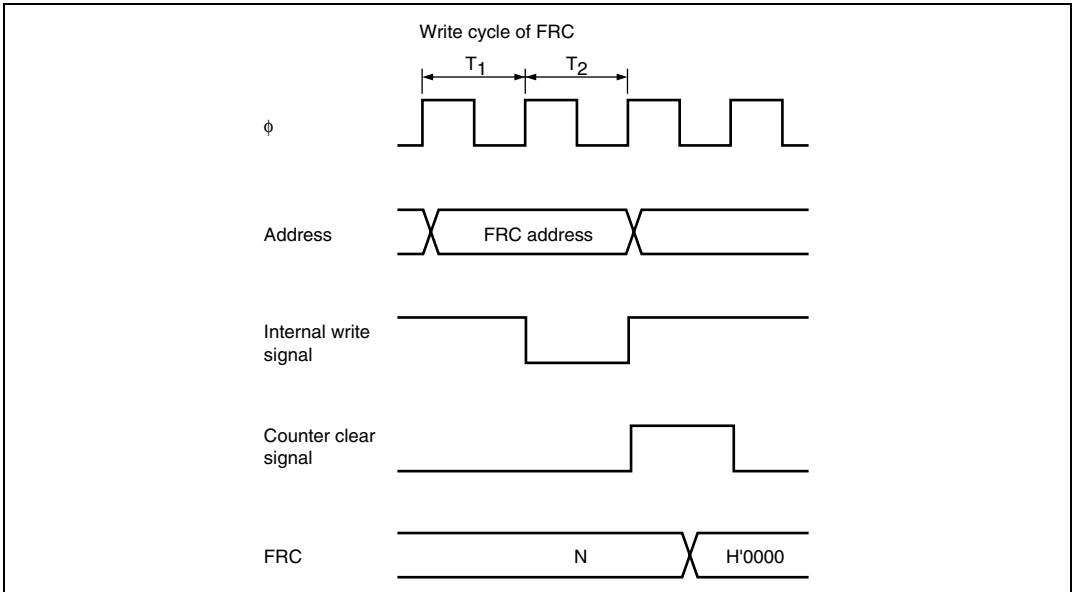 Write cycle of FRC
T1 T2
ϕ
Address
FRC address
Internal write
signal
Counter clear
signal
FRC
N
H'0000